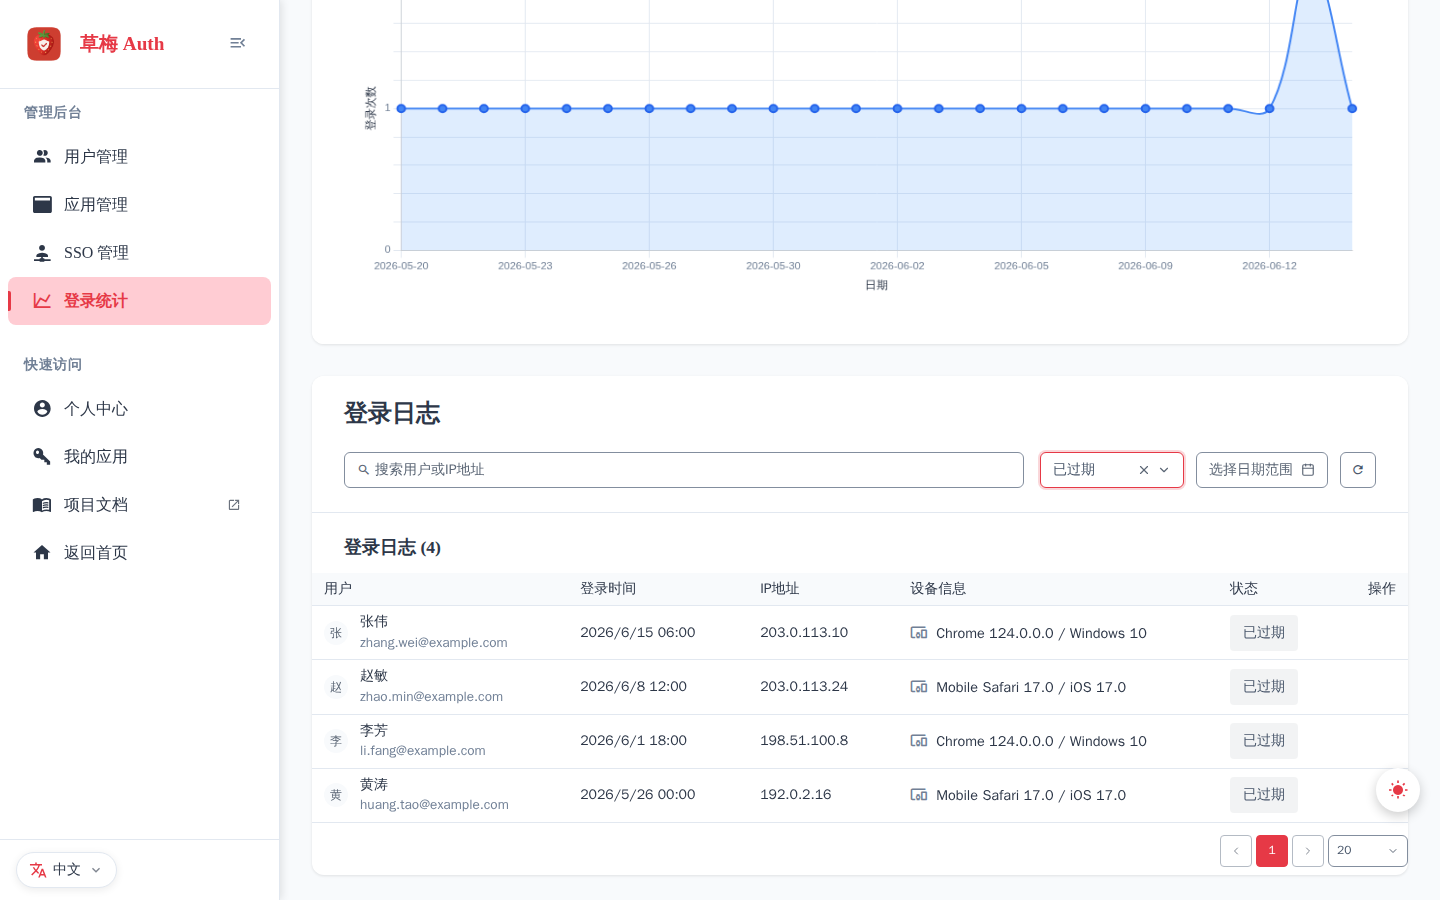 草梅 Auth
管理后台
用户管理
应用管理
SSO 管理
登录统计
快速访问
个人中心
我的应用
项目文档
返回首页
中文
登录次数
1
0
2026-05-20
2026-05-23
2026-05-26
2026-05-30
2026-06-02
2026-06-05
2026-06-09
2026-06-12
日期
登录日志
搜索用户或IP地址
已过期
选择日期范围
登录日志 (4)
用户 登录时间 IP地址 设备信息 状态 操作
张 张伟 zhang.wei@example.com 2026/6/15 06:00 203.0.113.10 Chrome 124.0.0.0 / Windows 10 已过期
赵 赵敏 zhao.min@example.com 2026/6/8 12:00 203.0.113.24 Mobile Safari 17.0 / iOS 17.0 已过期
李 李芳 li.fang@example.com 2026/6/1 18:00 198.51.100.8 Chrome 124.0.0.0 / Windows 10 已过期
黄 黄涛 huang.tao@example.com 2026/5/26 00:00 192.0.2.16 Mobile Safari 17.0 / iOS 17.0 已过期
1
20